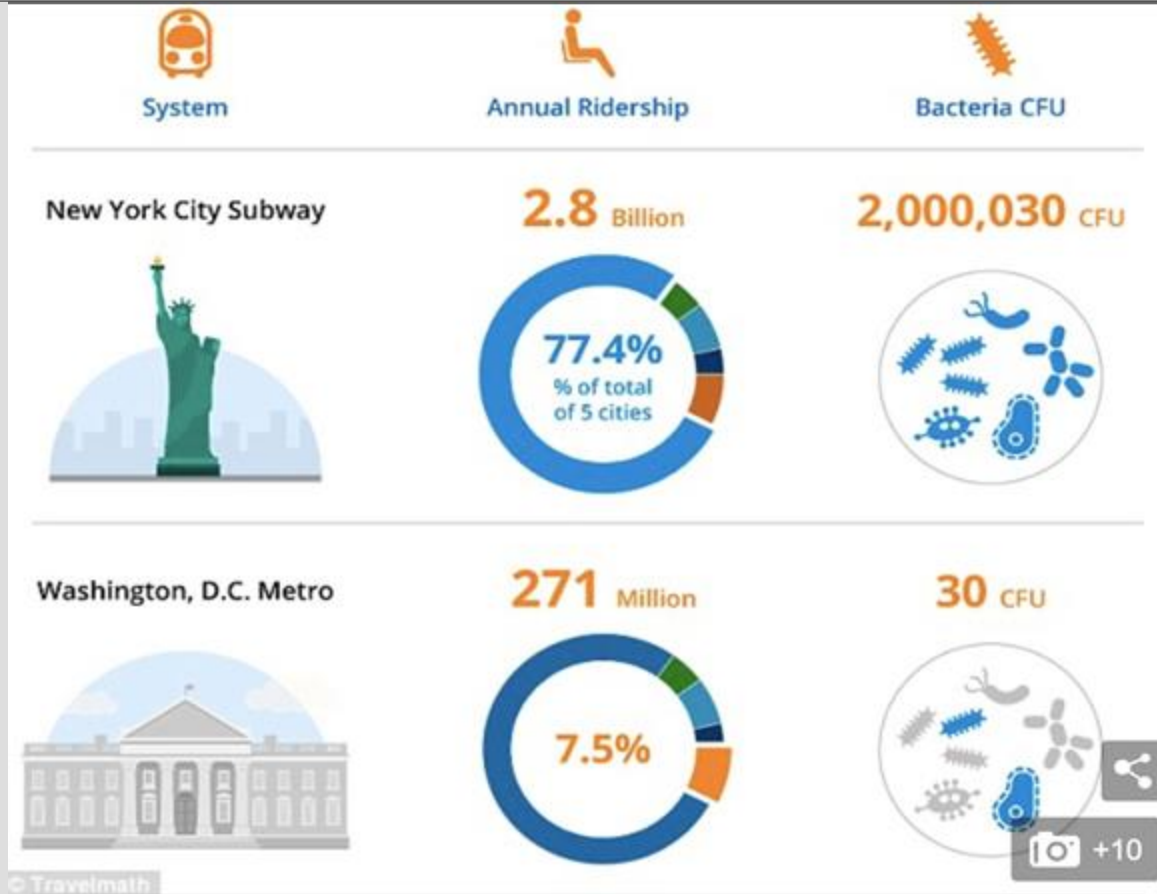 System
Annual Ridership
Bacteria CFU
New York City Subway
2.8 Billion
2,000,030 CFU
77.4%
% of total
of 5 cities
Washington, D.C. Metro
271 Million
30 CFU
7.5%
+10
© Travelmath